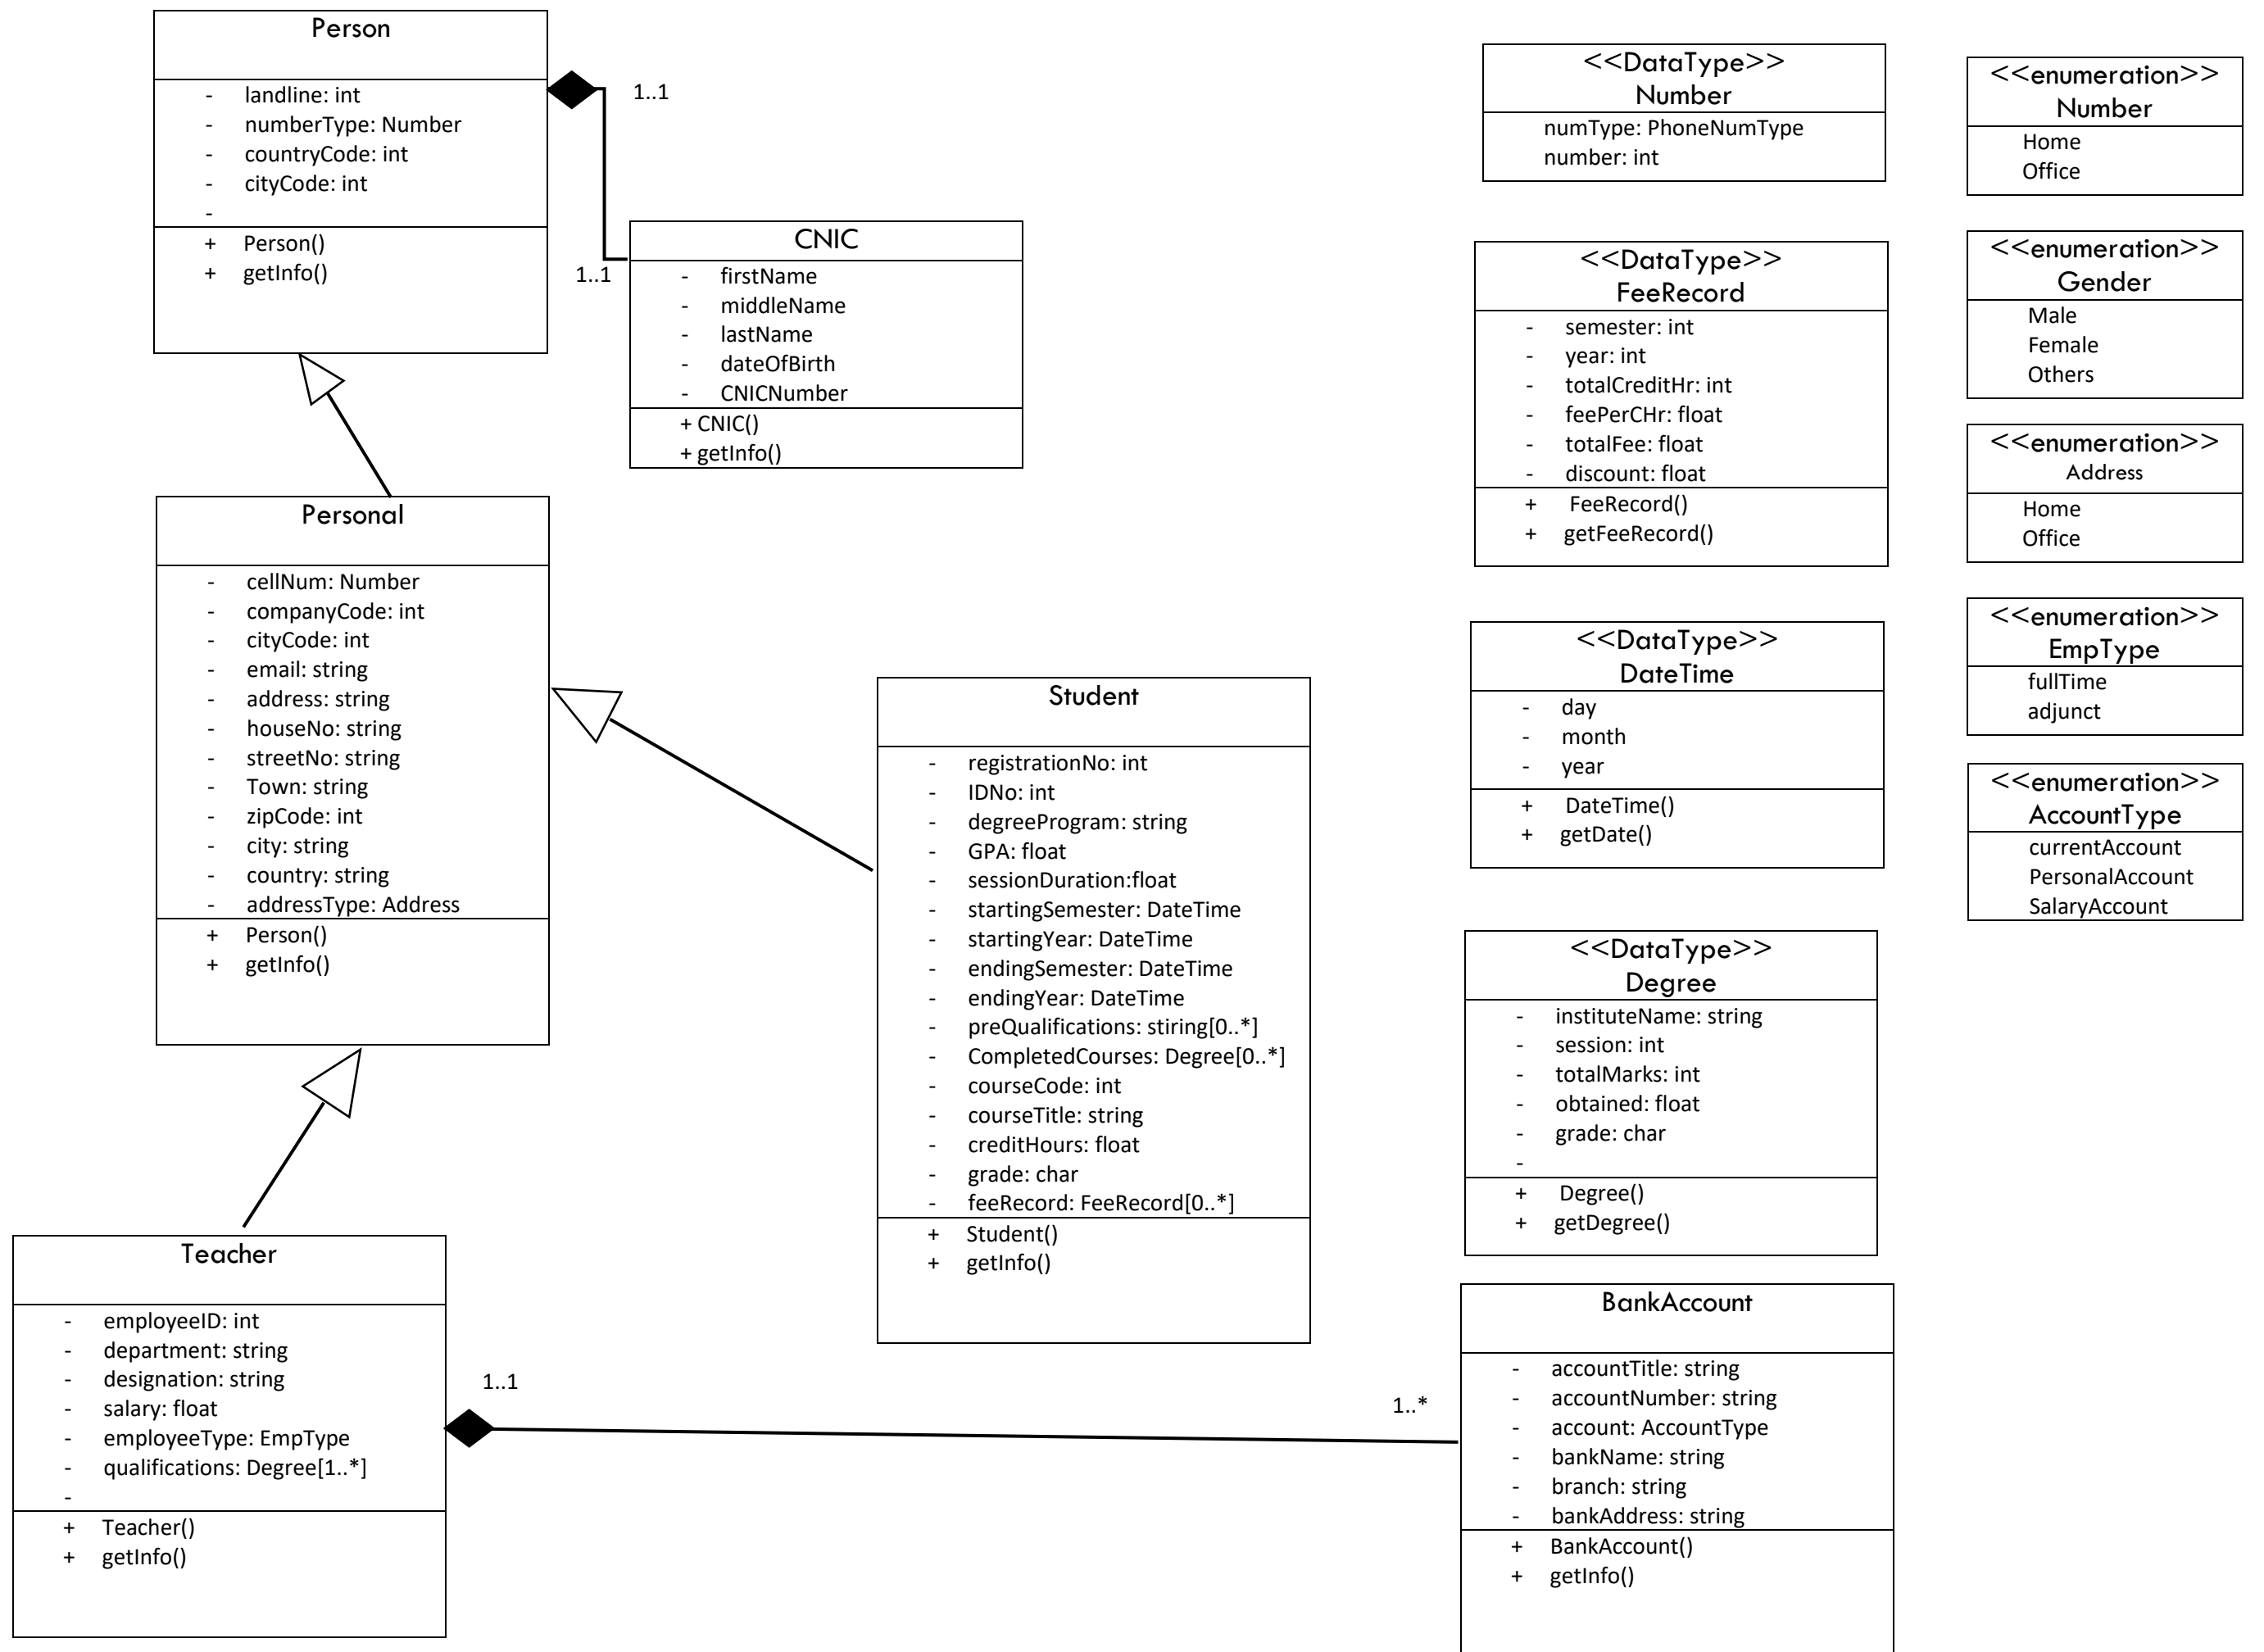 Person
- landline: int
- numberType: Number
- countryCode: int
- cityCode: int
-
+ Person()
+ getInfo()
1..1
1..1
CNIC
- firstName
- middleName
- lastName
- dateOfBirth
- CNICNumber
+ CNIC()
+ getInfo()
Personal
- cellNum: Number
- companyCode: int
- cityCode: int
- email: string
- address: string
- houseNo: string
- streetNo: string
- Town: string
- zipCode: int
- city: string
- country: string
- addressType: Address
+ Person()
+ getInfo()
Student
- registrationNo: int
- IDNo: int
- degreeProgram: string
- GPA: float
- sessionDuration:float
- startingSemester: DateTime
- startingYear: DateTime
- endingSemester: DateTime
- endingYear: DateTime
- preQualifications: stiring[0..*]
- CompletedCourses: Degree[0..*]
- courseCode: int
- courseTitle: string
- creditHours: float
- grade: char
- feeRecord: FeeRecord[0..*]
+ Student()
+ getInfo()
Teacher
- employeeID: int
- department: string
- designation: string
- salary: float
- employeeType: EmpType
- qualifications: Degree[1..*]
-
+ Teacher()
+ getInfo()
1..1
1..*
<<DataType>>
Number
numType: PhoneNumType
number: int
<<DataType>>
FeeRecord
- semester: int
- year: int
- totalCreditHr: int
- feePerCHr: float
- totalFee: float
- discount: float
+ FeeRecord()
+ getFeeRecord()
<<DataType>>
DateTime
- day
- month
- year
+ DateTime()
+ getDate()
<<DataType>>
Degree
- instituteName: string
- session: int
- totalMarks: int
- obtained: float
- grade: char
-
+ Degree()
+ getDegree()
BankAccount
- accountTitle: string
- accountNumber: string
- account: AccountType
- bankName: string
- branch: string
- bankAddress: string
+ BankAccount()
+ getInfo()
<<enumeration>>
Number
Home
Office
<<enumeration>>
Gender
Male
Female
Others
<<enumeration>>
Address
Home
Office
<<enumeration>>
EmpType
fullTime
adjunct
<<enumeration>>
AccountType
currentAccount
PersonalAccount
SalaryAccount